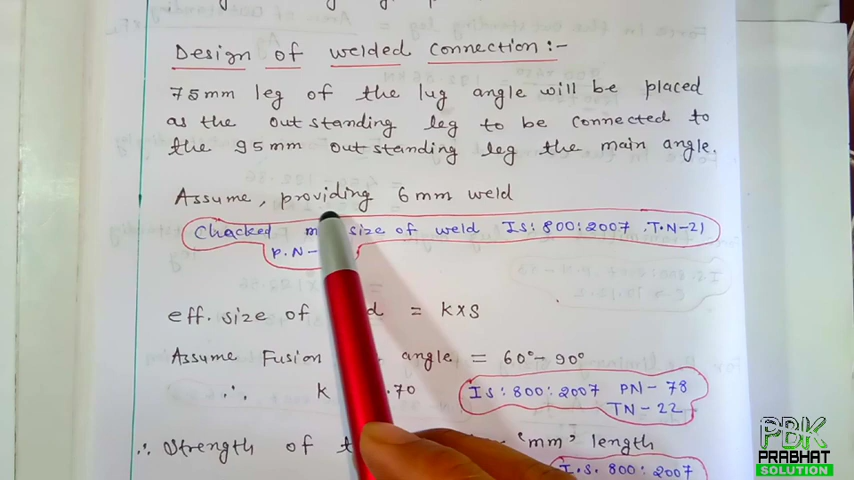 Design of welded connection:-
75mm leg of the lug angle will be placed
as the outstanding leg to be connected to
the 95mm outstanding leg the main angle.
Assume, providing 6mm weld
Chacked size of weld IS:800:2007 T.N-21
P.N-
eff. size of = K×S
Assume Fusion angle = 60°-90°
∴ K .70
IS:800:2007 PN-78
TN-22
∴ Strength of 'mm' length
I.S. 800:2007
PBK
PRABHAT
SOLUTION